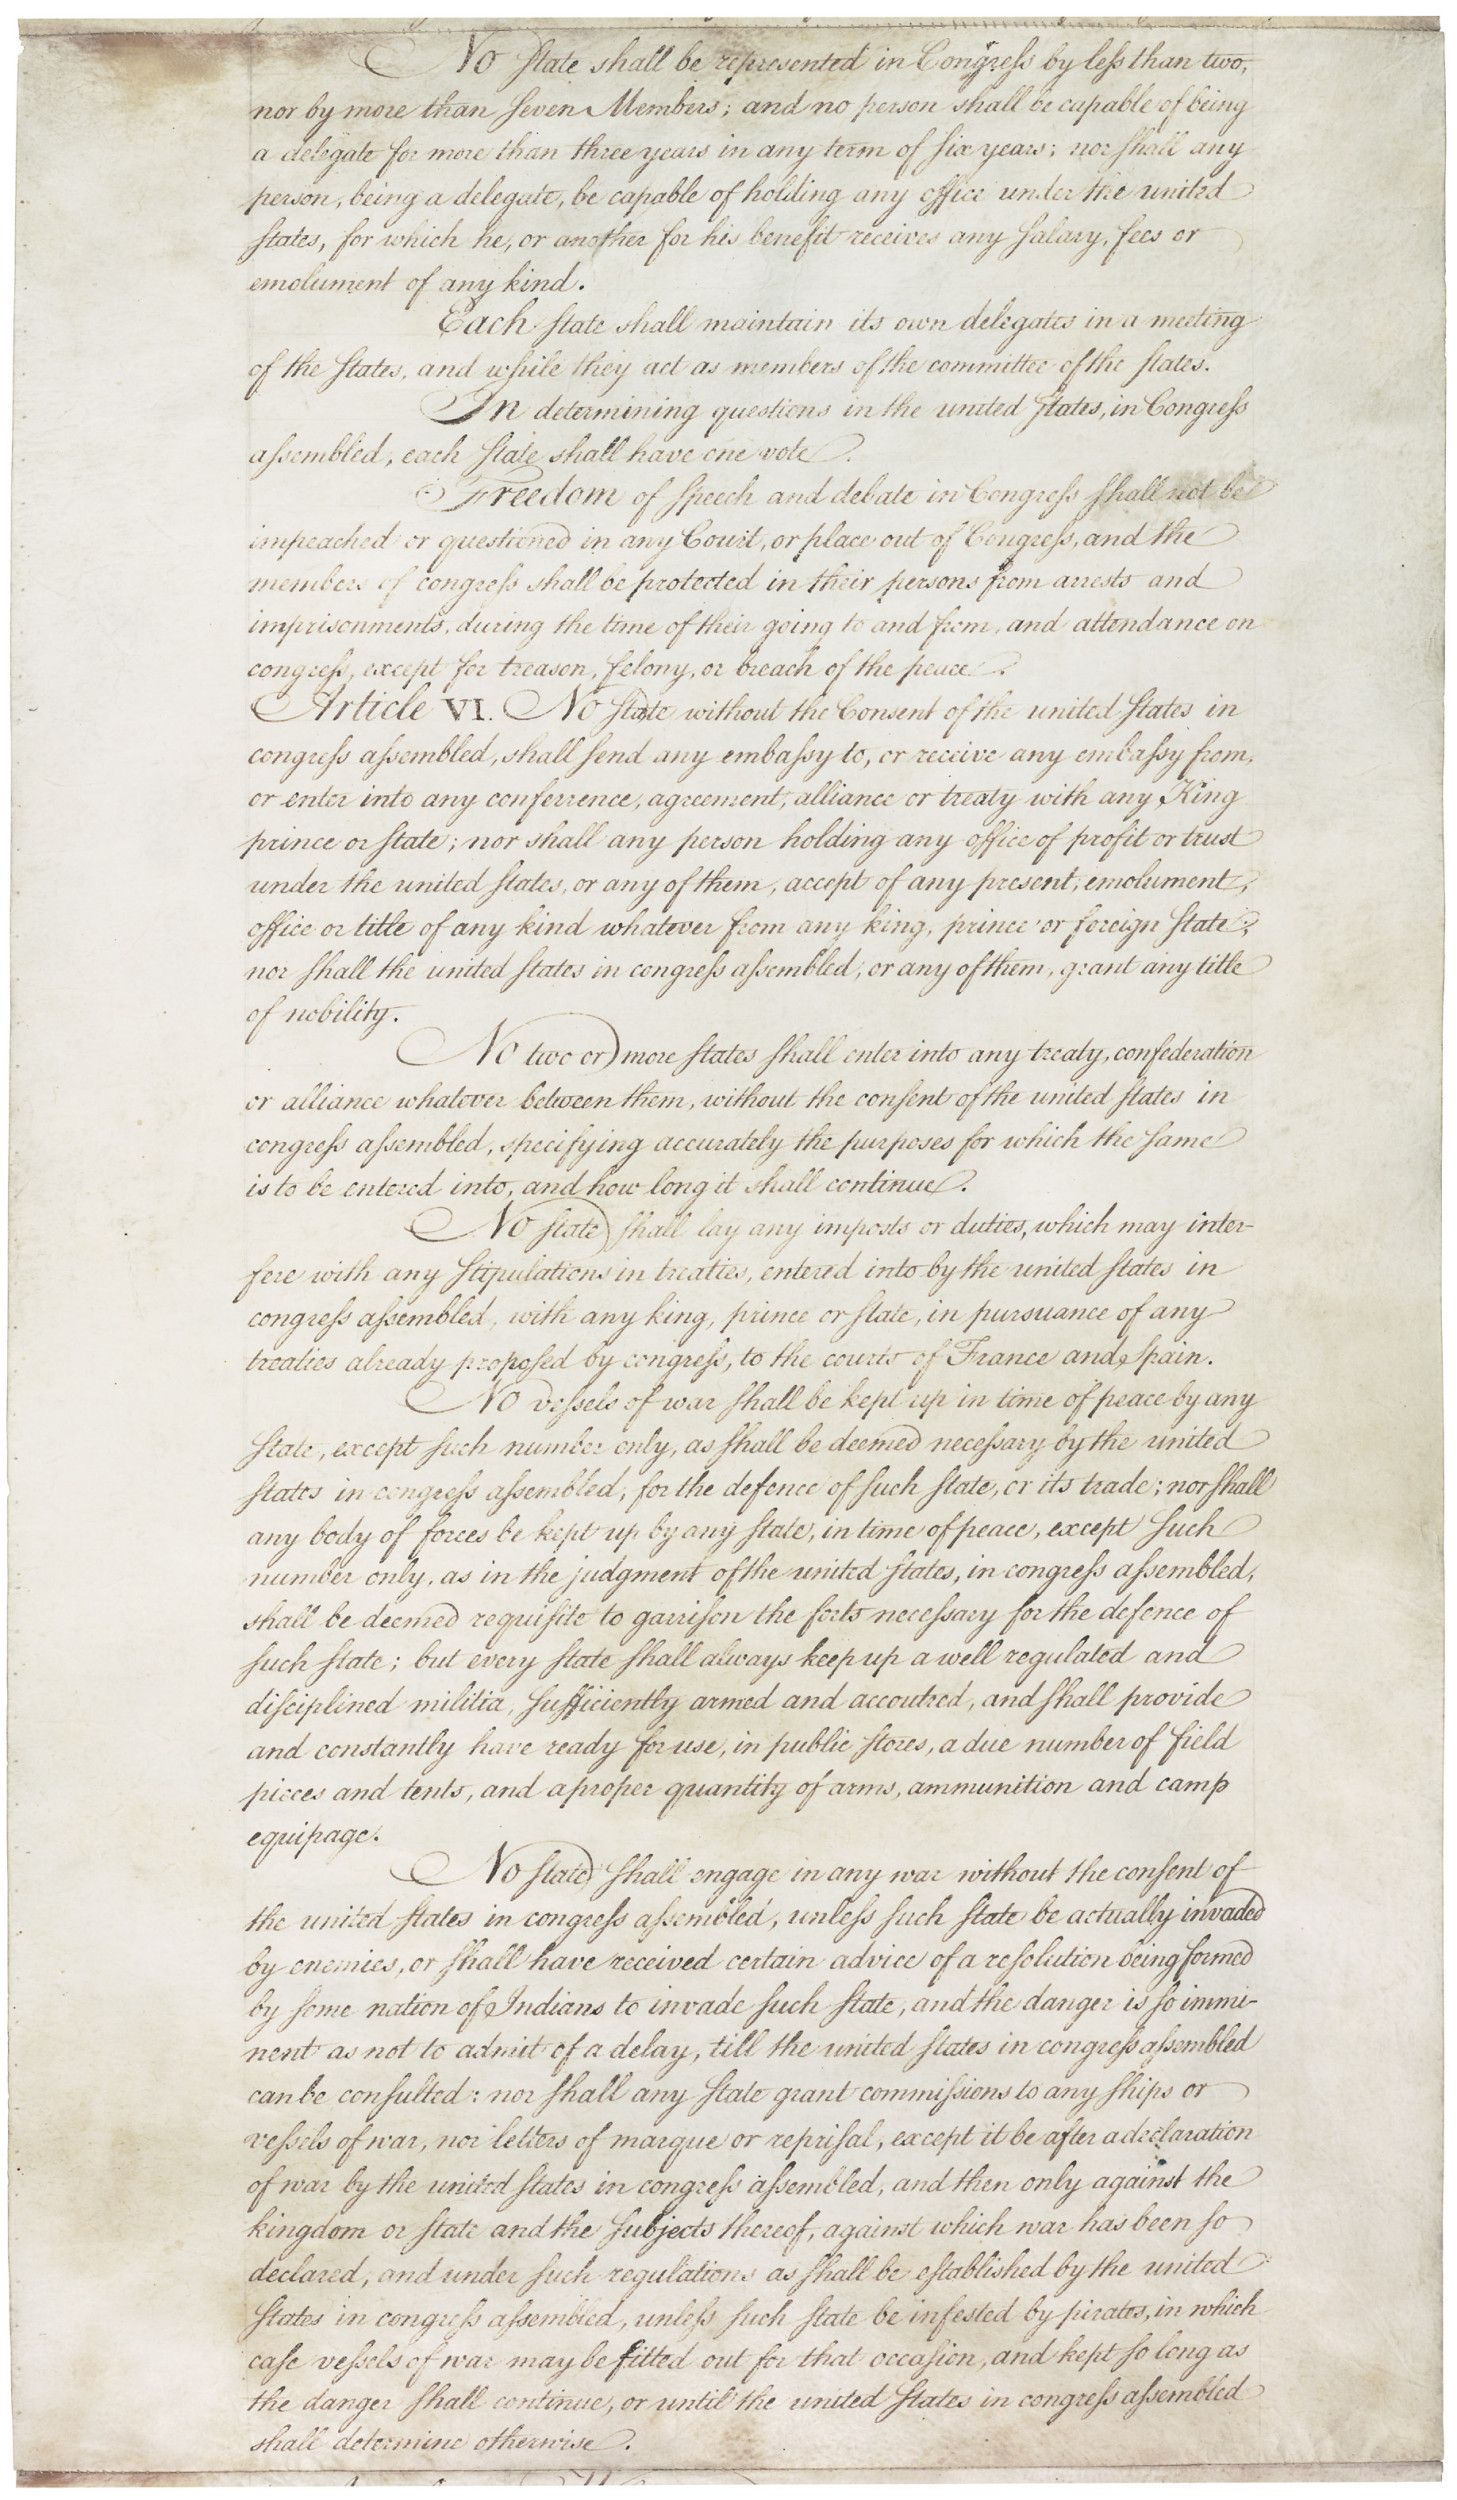 No State shall be represented in Congreſs by leſs than two,
nor by more than ſeven Members; and no person shall be capable of being
a delegate for more than three years in any term of ſix years; nor ſhall any
person, being a delegate, be capable of holding any office under the united
ſtates, for which he, or another for his benefit receives any ſalary, fees or
emolument of any kind.
Each ſtate shall maintain its own delegates in a meeting
of the ſtates, and while they act as members of the committee of the ſtates.
In determining questions in the united ſtates, in Congreſs
aſsembled, each ſtate shall have one vote.
Freedom of ſpeech and debate in Congreſs ſhall not be
impeached or questioned in any Court, or place out of Congreſs, and the
members of congreſs shall be protected in their persons from arrests and
imprisonments, during the time of their going to and from, and attendance on
congreſs, except for treason, felony, or breach of the peace.
Article VI. No ſtate without the Consent of the united ſtates in
congreſs aſsembled, shall ſend any embaſsy to, or receive any embaſsy from,
or enter into any conferrence, agreement, alliance or treaty with any King
prince or ſtate; nor shall any person holding any office of profit or trust
under the united ſtates, or any of them, accept of any present, emolument,
office or title of any kind whatever from any king, prince or foreign ſtate;
nor ſhall the united ſtates in congreſs aſsembled, or any of them, grant any title
of nobility.
No two or more ſtates ſhall enter into any treaty, confederation
or alliance whatever between them, without the conſent of the united ſtates in
congreſs aſsembled, specifying accurately the purposes for which the ſame
is to be entered into, and how long it shall continue.
No ſtate ſhall lay any imposts or duties, which may inter-
fere with any ſtipulations in treaties, entered into by the united ſtates in
congreſs aſsembled, with any king, prince or ſtate, in pursuance of any
treaties already propoſed by congreſs, to the courts of France and Spain.
No veſsels of war ſhall be kept up in time of peace by any
ſtate, except ſuch number only, as ſhall be deemed neceſsary by the united
ſtates in congreſs aſsembled, for the defence of ſuch ſtate, or its trade; nor ſhall
any body of forces be kept up by any ſtate, in time of peace, except ſuch
number only, as in the judgment of the united ſtates, in congreſs aſsembled,
shall be deemed requiſite to garriſon the forts neceſsary for the defence of
ſuch ſtate; but every ſtate ſhall always keep up a well regulated and
diſciplined militia, ſufficiently armed and accoutred, and ſhall provide
and constantly have ready for use, in public ſtores, a due number of field
pieces and tents, and a proper quantity of arms, ammunition and camp
equipage.
No ſtate ſhall engage in any war without the conſent of
the united ſtates in congreſs aſsembled, unleſs ſuch ſtate be actually invaded
by enemies, or ſhall have received certain advice of a reſolution being formed
by ſome nation of Indians to invade ſuch ſtate, and the danger is ſo immi-
nent as not to admit of a delay, till the united ſtates in congreſs aſsembled
can be conſulted: nor ſhall any ſtate grant commiſsions to any ſhips or
veſsels of war, nor letters of marque or repriſal, except it be after a declaration
of war by the united ſtates in congreſs aſsembled, and then only against the
kingdom or ſtate and the ſubjects thereof, against which war has been ſo
declared, and under ſuch regulations as ſhall be eſtabliſhed by the united
ſtates in congreſs aſsembled, unleſs ſuch ſtate be infeſted by pirates, in which
caſe veſsels of war may be fitted out for that occaſion, and kept ſo long as
the danger ſhall continue, or until the united ſtates in congreſs aſsembled
shall determine otherwise.